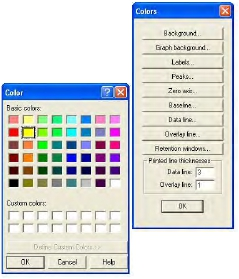 Colors
Background...
Graph background...
Labels...
Peaks...
Zero axis...
Baseline...
Data line...
Overlay line...
Retention windows...
Printed line thicknesses:
Data line: 3
Overlay line: 1
OK
Color
Basic colors:
Custom colors:
Define Custom Colors >>
OK Cancel Help